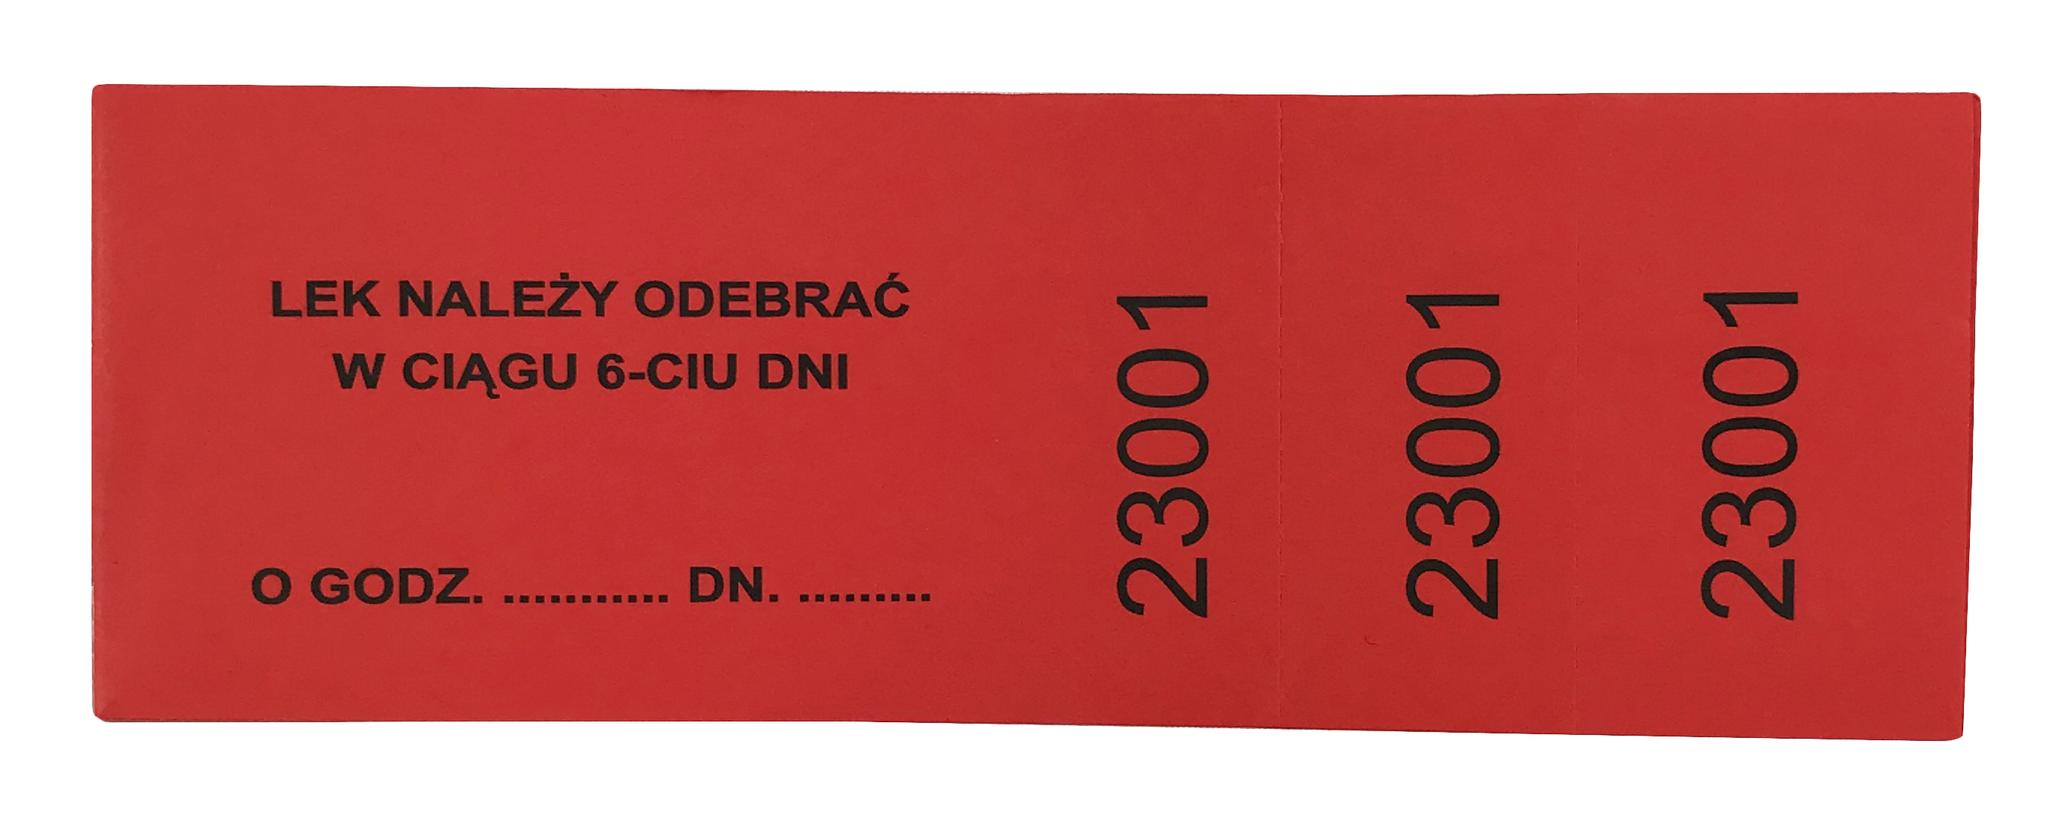 LEK NALEŻY ODEBRAĆ
W CIĄGU 6-CIU DNI
O GODZ. ........... DN. .........
23001
23001
23001